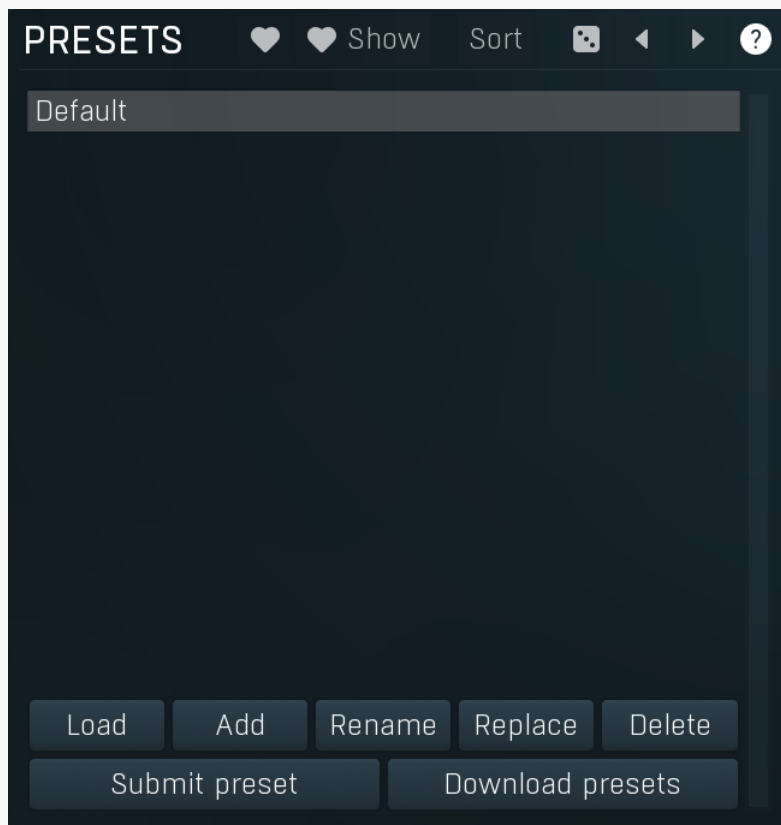 PRESETS Show Sort ?
Default
Load Add Rename Replace Delete
Submit preset Download presets